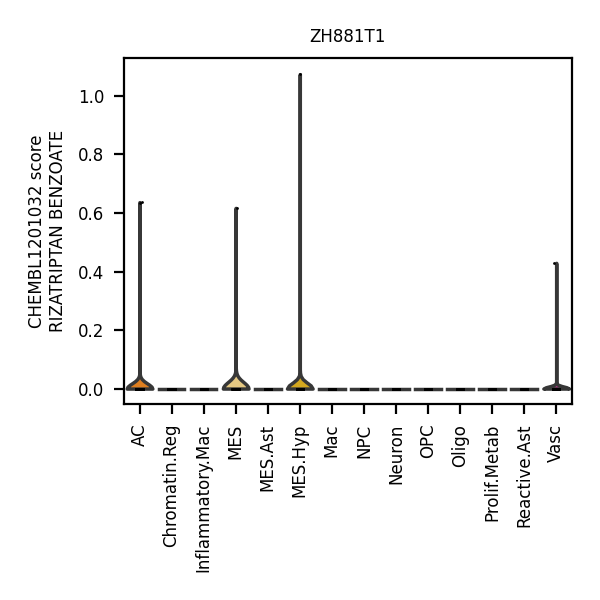 ZH881T1
CHEMBL1201032 score
RIZATRIPTAN BENZOATE
1.0
0.8
0.6
0.4
0.2
0.0
AC
Chromatin.Reg
Inflammatory.Mac
MES
MES.Ast
MES.Hyp
Mac
NPC
Neuron
OPC
Oligo
Prolif.Metab
Reactive.Ast
Vasc